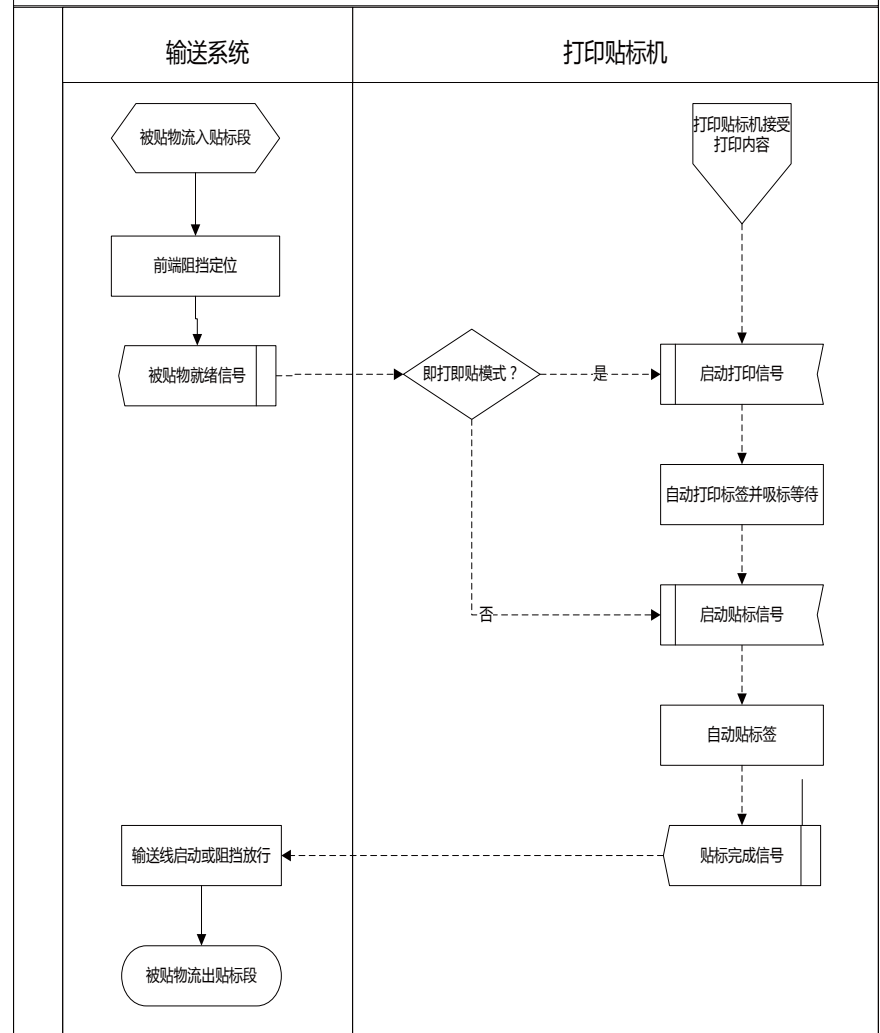 输送系统
打印贴标机
被贴物流入贴标段
打印贴标机接受
打印内容
前端阻挡定位
被贴物就绪信号
即打即贴模式？
是
启动打印信号
自动打印标签并吸标等待
否
启动贴标信号
自动贴标签
输送线启动或阻挡放行
贴标完成信号
被贴物流出贴标段